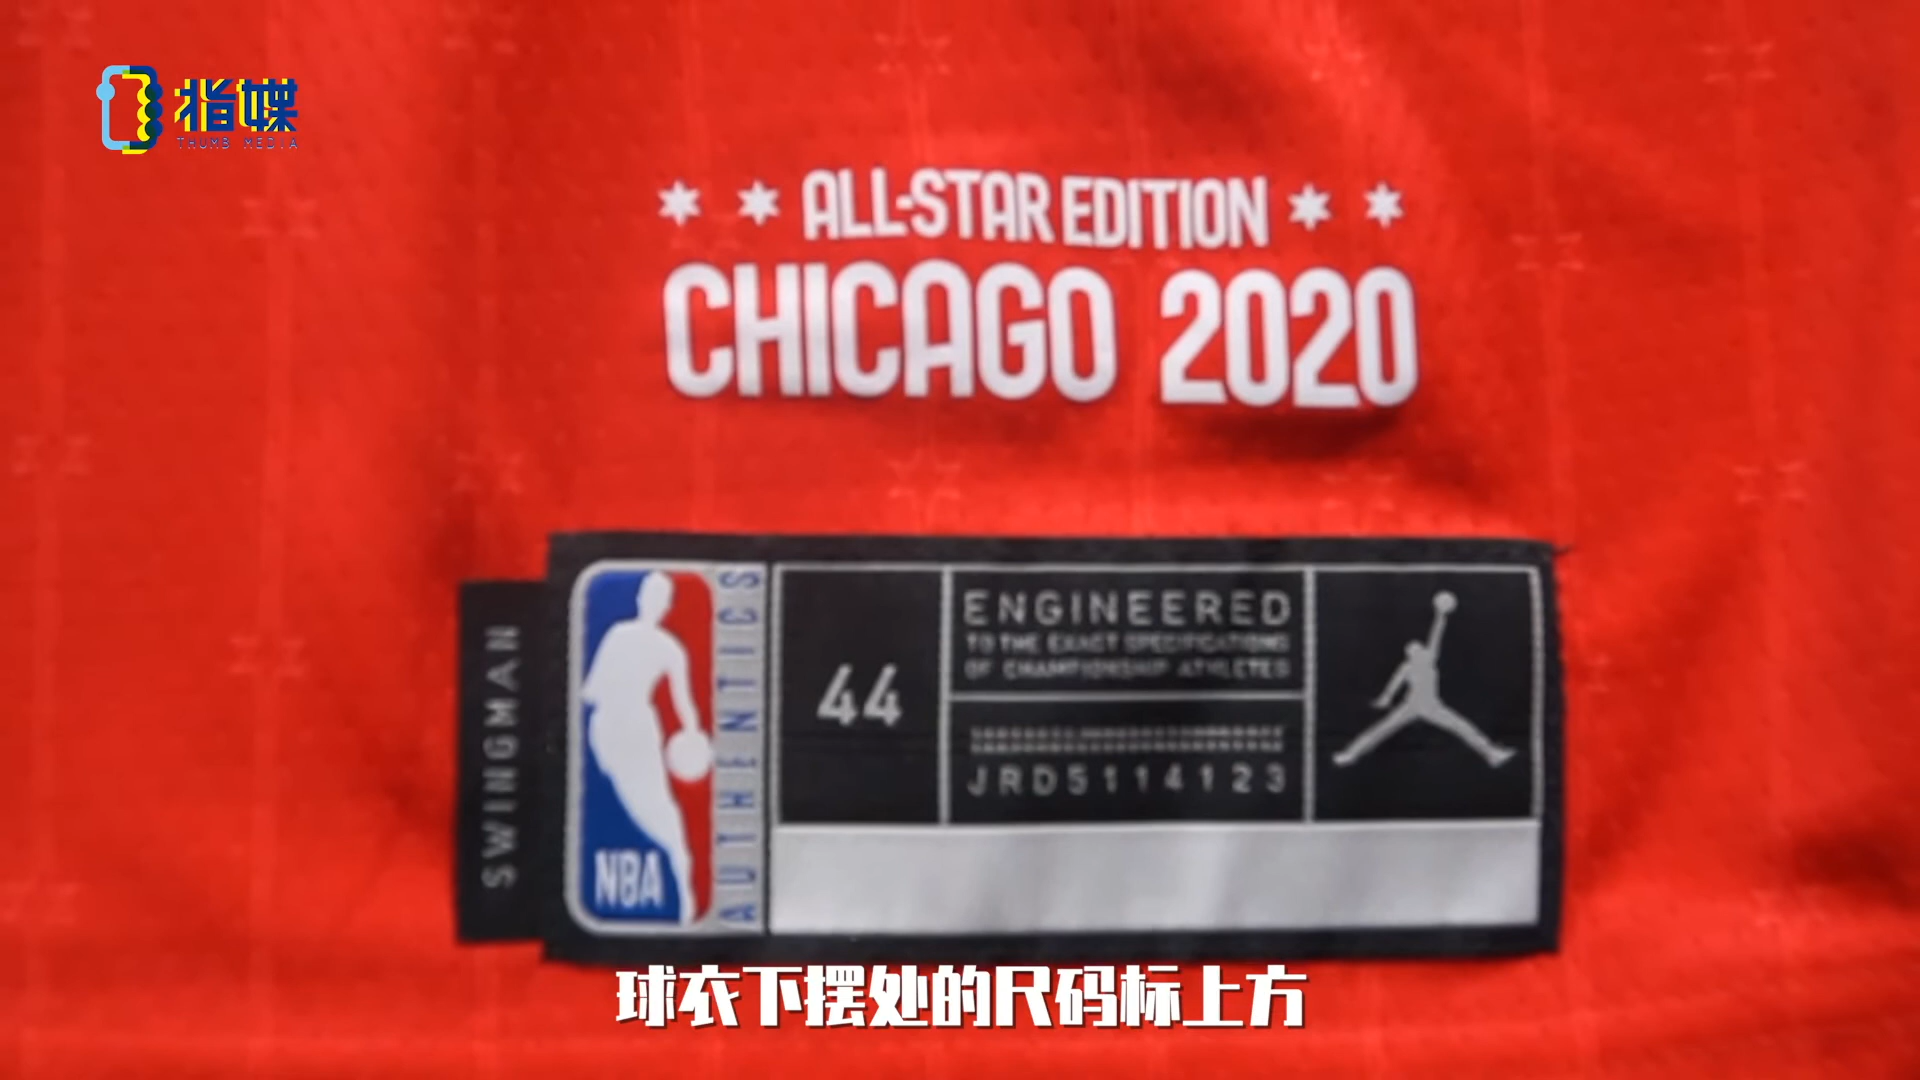 指媒
THUMB MEDIA
ALL-STAR EDITION
CHICAGO 2020
SWINGMAN
NBA
AUTHENTICS
44
ENGINEERED
TO THE EXACT SPECIFICATIONS
OF CHAMPIONSHIP ATHLETES
JRD5114123
球衣下摆处的尺码标上方